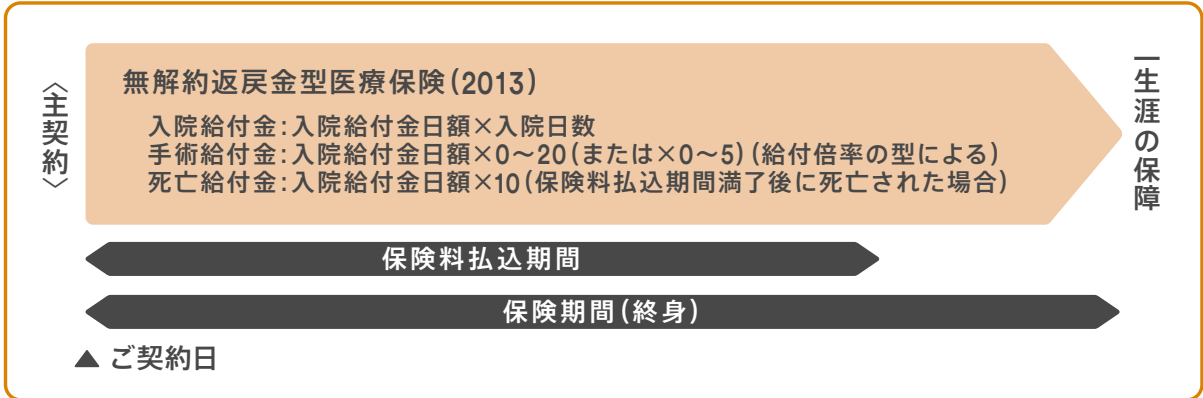 〈主契約〉
無解約返戻金型医療保険(2013)
入院給付金:入院給付金日額×入院日数
手術給付金:入院給付金日額×0～20(または×0～5)(給付倍率の型による)
死亡給付金:入院給付金日額×10(保険料払込期間満了後に死亡された場合)
一生涯の保障
保険料払込期間
保険期間(終身)
▲ ご契約日